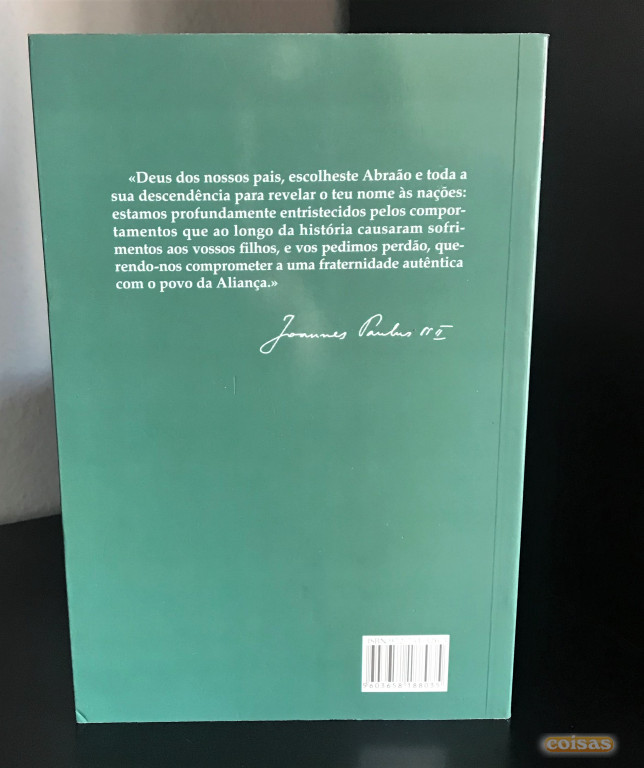 «Deus dos nossos pais, escolheste Abraão e toda a
sua descendência para revelar o teu nome às nações:
estamos profundamente entristecidos pelos compor-
tamentos que ao longo da história causaram sofri-
mentos aos vossos filhos, e vos pedimos perdão, que-
rendo-nos comprometer a uma fraternidade autêntica
com o povo da Aliança.»
Joannes Paulus PP II
ISBN
coisas